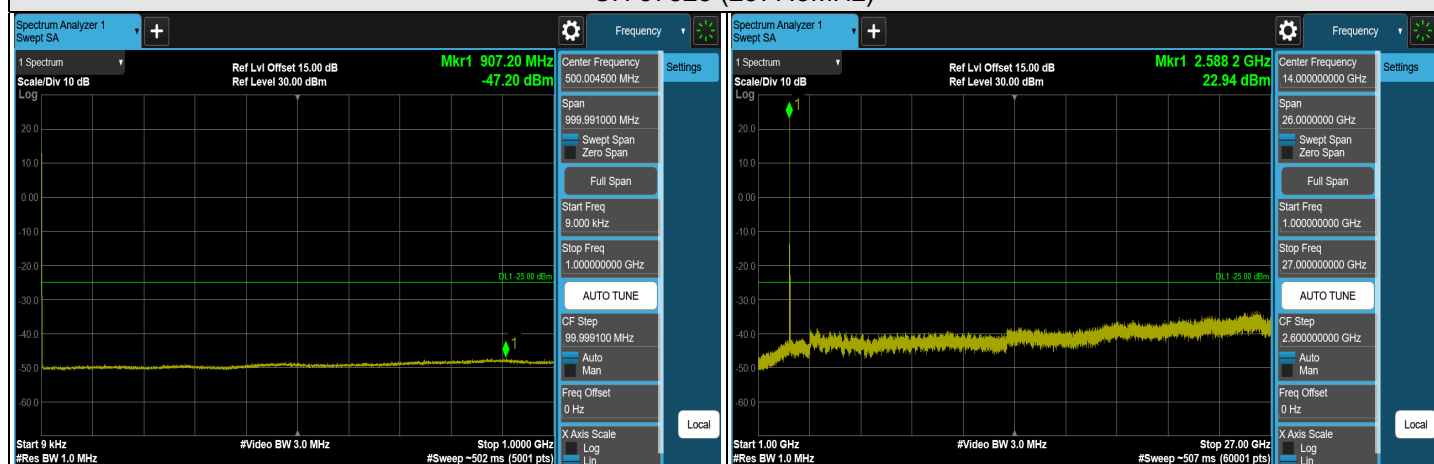 Spectrum Analyzer 1
Swept SA
+
Frequency
1 Spectrum
Scale/Div 10 dB
Log
Ref Lvl Offset 15.00 dB
Ref Level 30.00 dBm
Mkr1 907.20 MHz
-47.20 dBm
20.0
10.0
0.00
-10.0
-20.0
-30.0
-40.0
-50.0
-60.0
DL1 -25.00 dBm
1
Start 9 kHz
#Res BW 1.0 MHz
#Video BW 3.0 MHz
Stop 1.0000 GHz
#Sweep ~502 ms (5001 pts)
Center Frequency
500.004500 MHz
Settings
Span
999.991000 MHz
Swept Span
Zero Span
Full Span
Start Freq
9.000 kHz
Stop Freq
1.000000000 GHz
AUTO TUNE
CF Step
99.999100 MHz
Auto
Man
Freq Offset
0 Hz
X Axis Scale
Log
Lin
Local
Spectrum Analyzer 1
Swept SA
+
Frequency
1 Spectrum
Scale/Div 10 dB
Log
Ref Lvl Offset 15.00 dB
Ref Level 30.00 dBm
Mkr1 2.588 2 GHz
22.94 dBm
1
20.0
10.0
0.00
-10.0
-20.0
-30.0
-40.0
-50.0
-60.0
DL1 -25.00 dBm
Start 1.00 GHz
#Res BW 1.0 MHz
#Video BW 3.0 MHz
Stop 27.00 GHz
#Sweep ~507 ms (60001 pts)
Center Frequency
14.00000000 GHz
Settings
Span
26.0000000 GHz
Swept Span
Zero Span
Full Span
Start Freq
1.000000000 GHz
Stop Freq
27.000000000 GHz
AUTO TUNE
CF Step
2.600000000 GHz
Auto
Man
Freq Offset
0 Hz
X Axis Scale
Log
Lin
Local